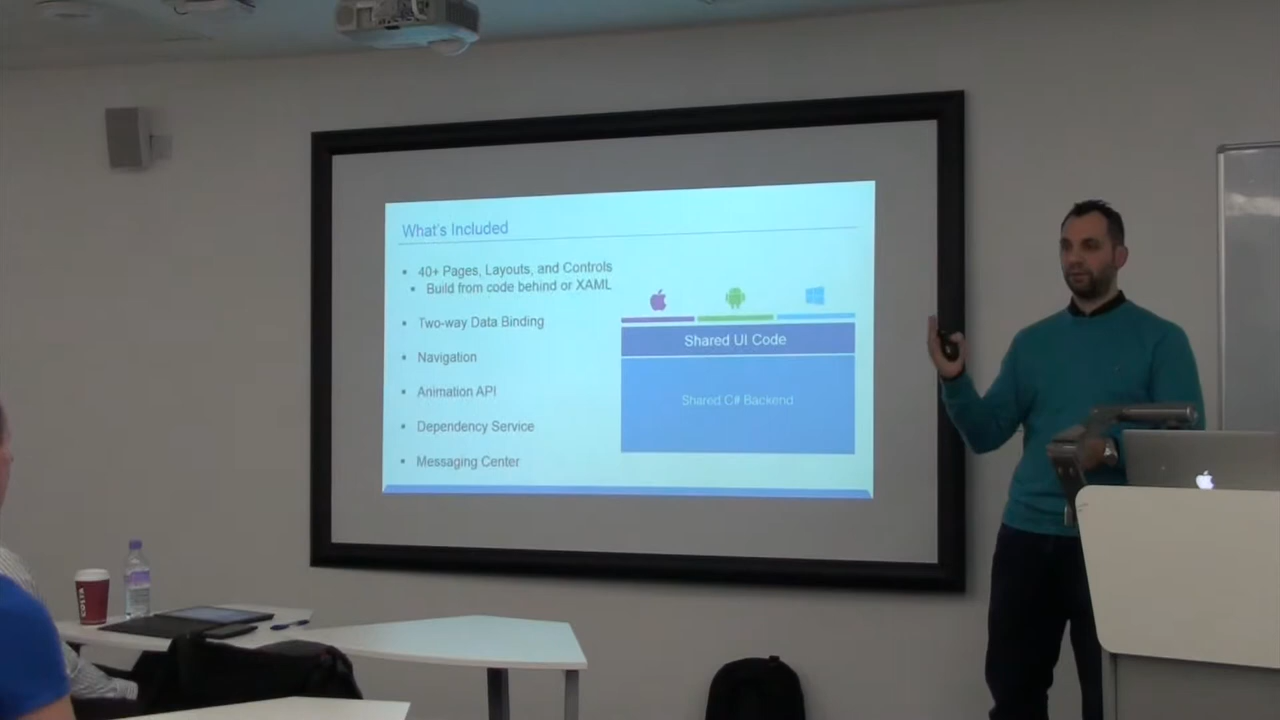 What's Included
• 40+ Pages, Layouts, and Controls
• Build from code behind or XAML
• Two-way Data Binding
• Navigation
• Animation API
• Dependency Service
• Messaging Center
Shared UI Code
Shared C# Backend
COSTA